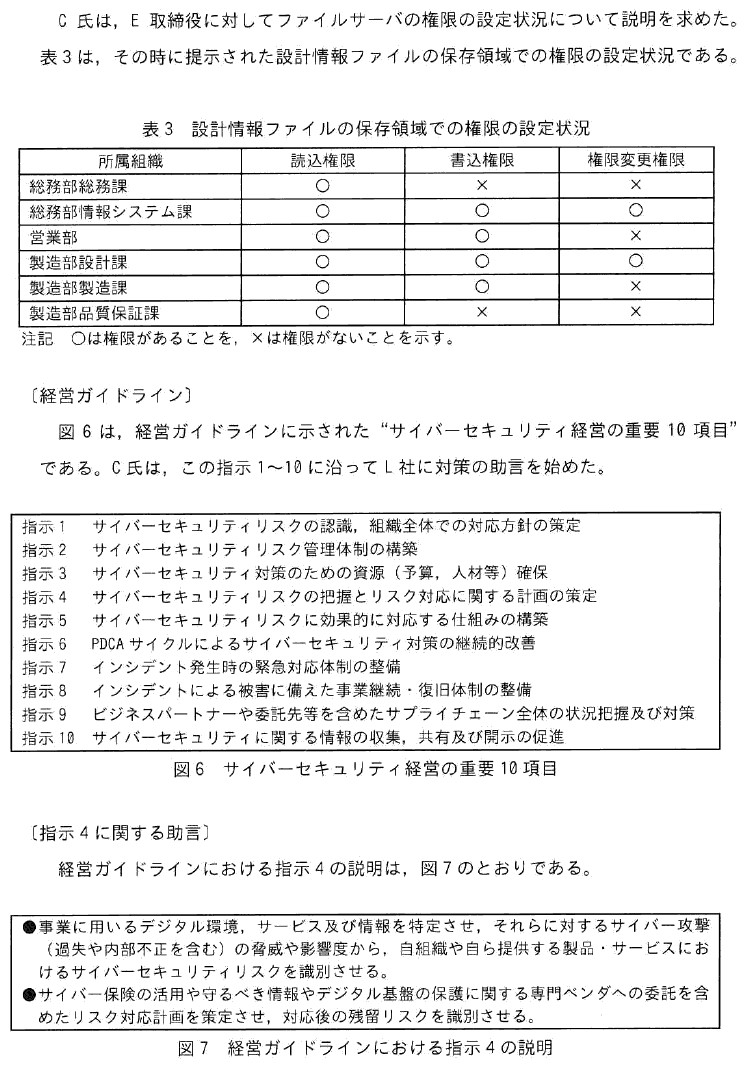 C 氏は，E 取締役に対してファイルサーバの権限の設定状況について説明を求めた。
表3は，その時に提示された設計情報ファイルの保存領域での権限の設定状況である。
表3　設計情報ファイルの保存領域での権限の設定状況
所属組織　読込権限　書込権限　権限変更権限
総務部総務課　○　×　×
総務部情報システム課　○　○　○
営業部　○　○　×
製造部設計課　○　○　○
製造部製造課　○　○　×
製造部品質保証課　○　×　×
注記　○は権限があることを，×は権限がないことを示す。
〔経営ガイドライン〕
図6は，経営ガイドラインに示された“サイバーセキュリティ経営の重要10項目”
である。C氏は，この指示1～10に沿ってL社に対策の助言を始めた。
指示1　サイバーセキュリティリスクの認識，組織全体での対応方針の策定
指示2　サイバーセキュリティリスク管理体制の構築
指示3　サイバーセキュリティ対策のための資源（予算，人材等）確保
指示4　サイバーセキュリティリスクの把握とリスク対応に関する計画の策定
指示5　サイバーセキュリティリスクに効果的に対応する仕組みの構築
指示6　PDCAサイクルによるサイバーセキュリティ対策の継続的改善
指示7　インシデント発生時の緊急対応体制の整備
指示8　インシデントによる被害に備えた事業継続・復旧体制の整備
指示9　ビジネスパートナーや委託先等を含めたサプライチェーン全体の状況把握及び対策
指示10　サイバーセキュリティに関する情報の収集，共有及び開示の促進
図6　サイバーセキュリティ経営の重要10項目
〔指示4に関する助言〕
経営ガイドラインにおける指示4の説明は，図7のとおりである。
●事業に用いるデジタル環境，サービス及び情報を特定させ，それらに対するサイバー攻撃
（過失や内部不正を含む）の脅威や影響度から，自組織や自ら提供する製品・サービスにお
けるサイバーセキュリティリスクを識別させる。
●サイバー保険の活用や守るべき情報やデジタル基盤の保護に関する専門ベンダへの委託を含
めたリスク対応計画を策定させ，対応後の残留リスクを識別させる。
図7　経営ガイドラインにおける指示4の説明